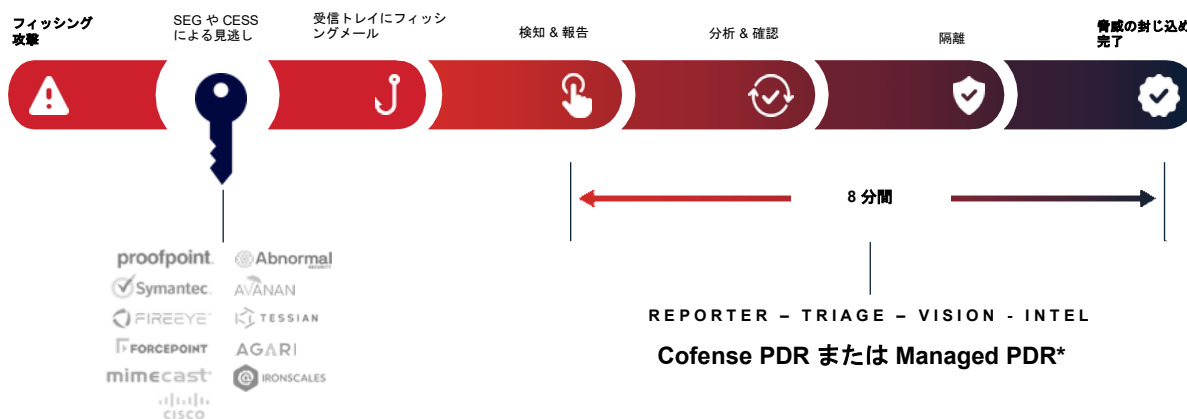 フィッシング
攻撃
SEG や CESS
による見逃し
受信トレイにフィッシ
ングメール
検知 & 報告
分析 & 確認
隔離
脅威の封じ込め
完了
8 分間
proofpoint.
Abnormal
SECURITY
Symantec.
AVANAN
FIREEYE
TESSIAN
FORCEPOINT
AGARI
mimecast
IRONSCALES
CISCO
REPORTER – TRIAGE – VISION - INTEL
Cofense PDR または Managed PDR*